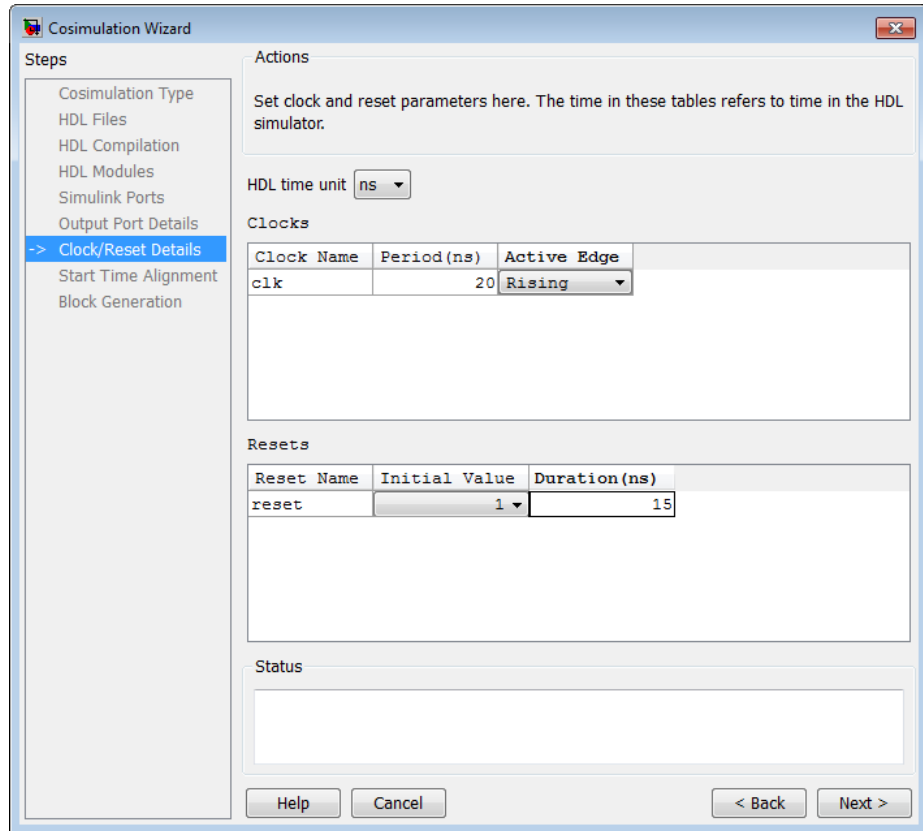 Cosimulation Wizard
Steps
Cosimulation Type
HDL Files
HDL Compilation
HDL Modules
Simulink Ports
Output Port Details
-> Clock/Reset Details
Start Time Alignment
Block Generation
Actions
Set clock and reset parameters here. The time in these tables refers to time in the HDL
simulator.
HDL time unit ns
Clocks
Clock Name Period(ns) Active Edge
clk 20 Rising
Resets
Reset Name Initial Value Duration(ns)
reset 1 15
Status
Help Cancel < Back Next >